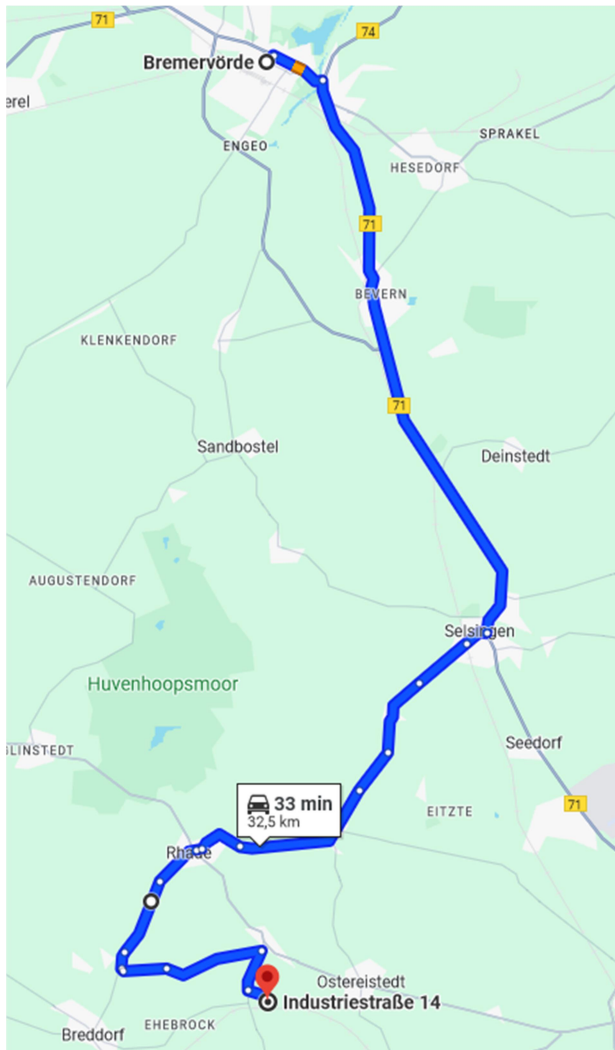 71
74
Bremervörde
erel
SPRAKEL
ENGEO
HESEDORF
71
BEVERN
KLENKENDORF
71
Sandbostel
Deinstedt
AUGUSTENDORF
Selsingen
Huvenhoopsmoor
GLINSTEDT
Seedorf
33 min
32,5 km
71
EITZTE
Rhade
Ostereistedt
Industriestraße 14
EHEBROCK
Breddorf